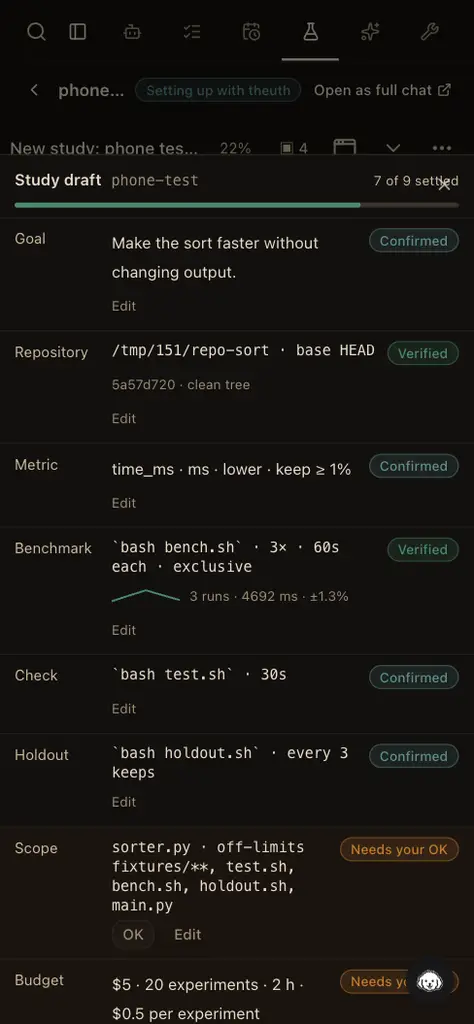 phone...
Setting up with theuth
Open as full chat
New study: phone tes... 22% 4
Study draft phone-test 7 of 9 settled
Goal
Make the sort faster without
changing output.
Confirmed
Edit
Repository
/tmp/151/repo-sort · base HEAD
Verified
5a57d720 · clean tree
Edit
Metric
time_ms · ms · lower · keep ≥ 1%
Confirmed
Edit
Benchmark
`bash bench.sh` · 3× · 60s
each · exclusive
Verified
3 runs · 4692 ms · ±1.3%
Edit
Check
`bash test.sh` · 30s
Confirmed
Edit
Holdout
`bash holdout.sh` · every 3
keeps
Confirmed
Edit
Scope
sorter.py · off-limits
fixtures/**, test.sh,
bench.sh, holdout.sh,
main.py
Needs your OK
OK Edit
Budget
$5 · 20 experiments · 2 h ·
$0.5 per experiment
Needs